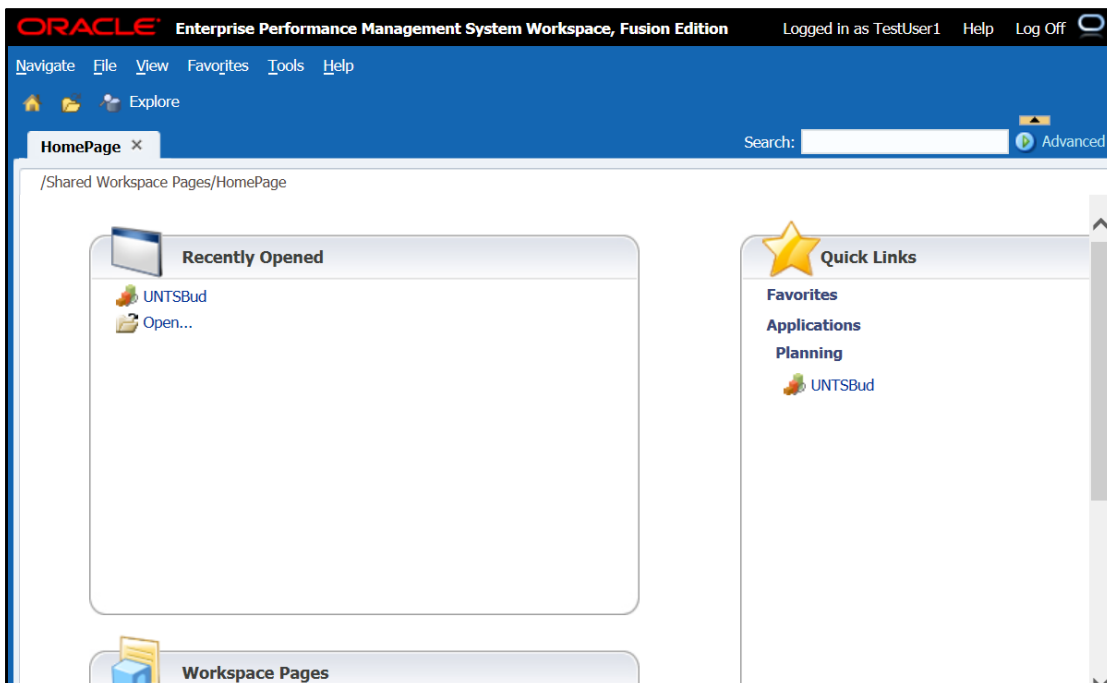 ORACLE Enterprise Performance Management System Workspace, Fusion Edition Logged in as TestUser1 Help Log Off
Navigate File View Favorites Tools Help
Explore
HomePage × Search: Advanced
/Shared Workspace Pages/HomePage
Recently Opened
UNTSBud
Open...
Quick Links
Favorites
Applications
Planning
UNTSBud
Workspace Pages